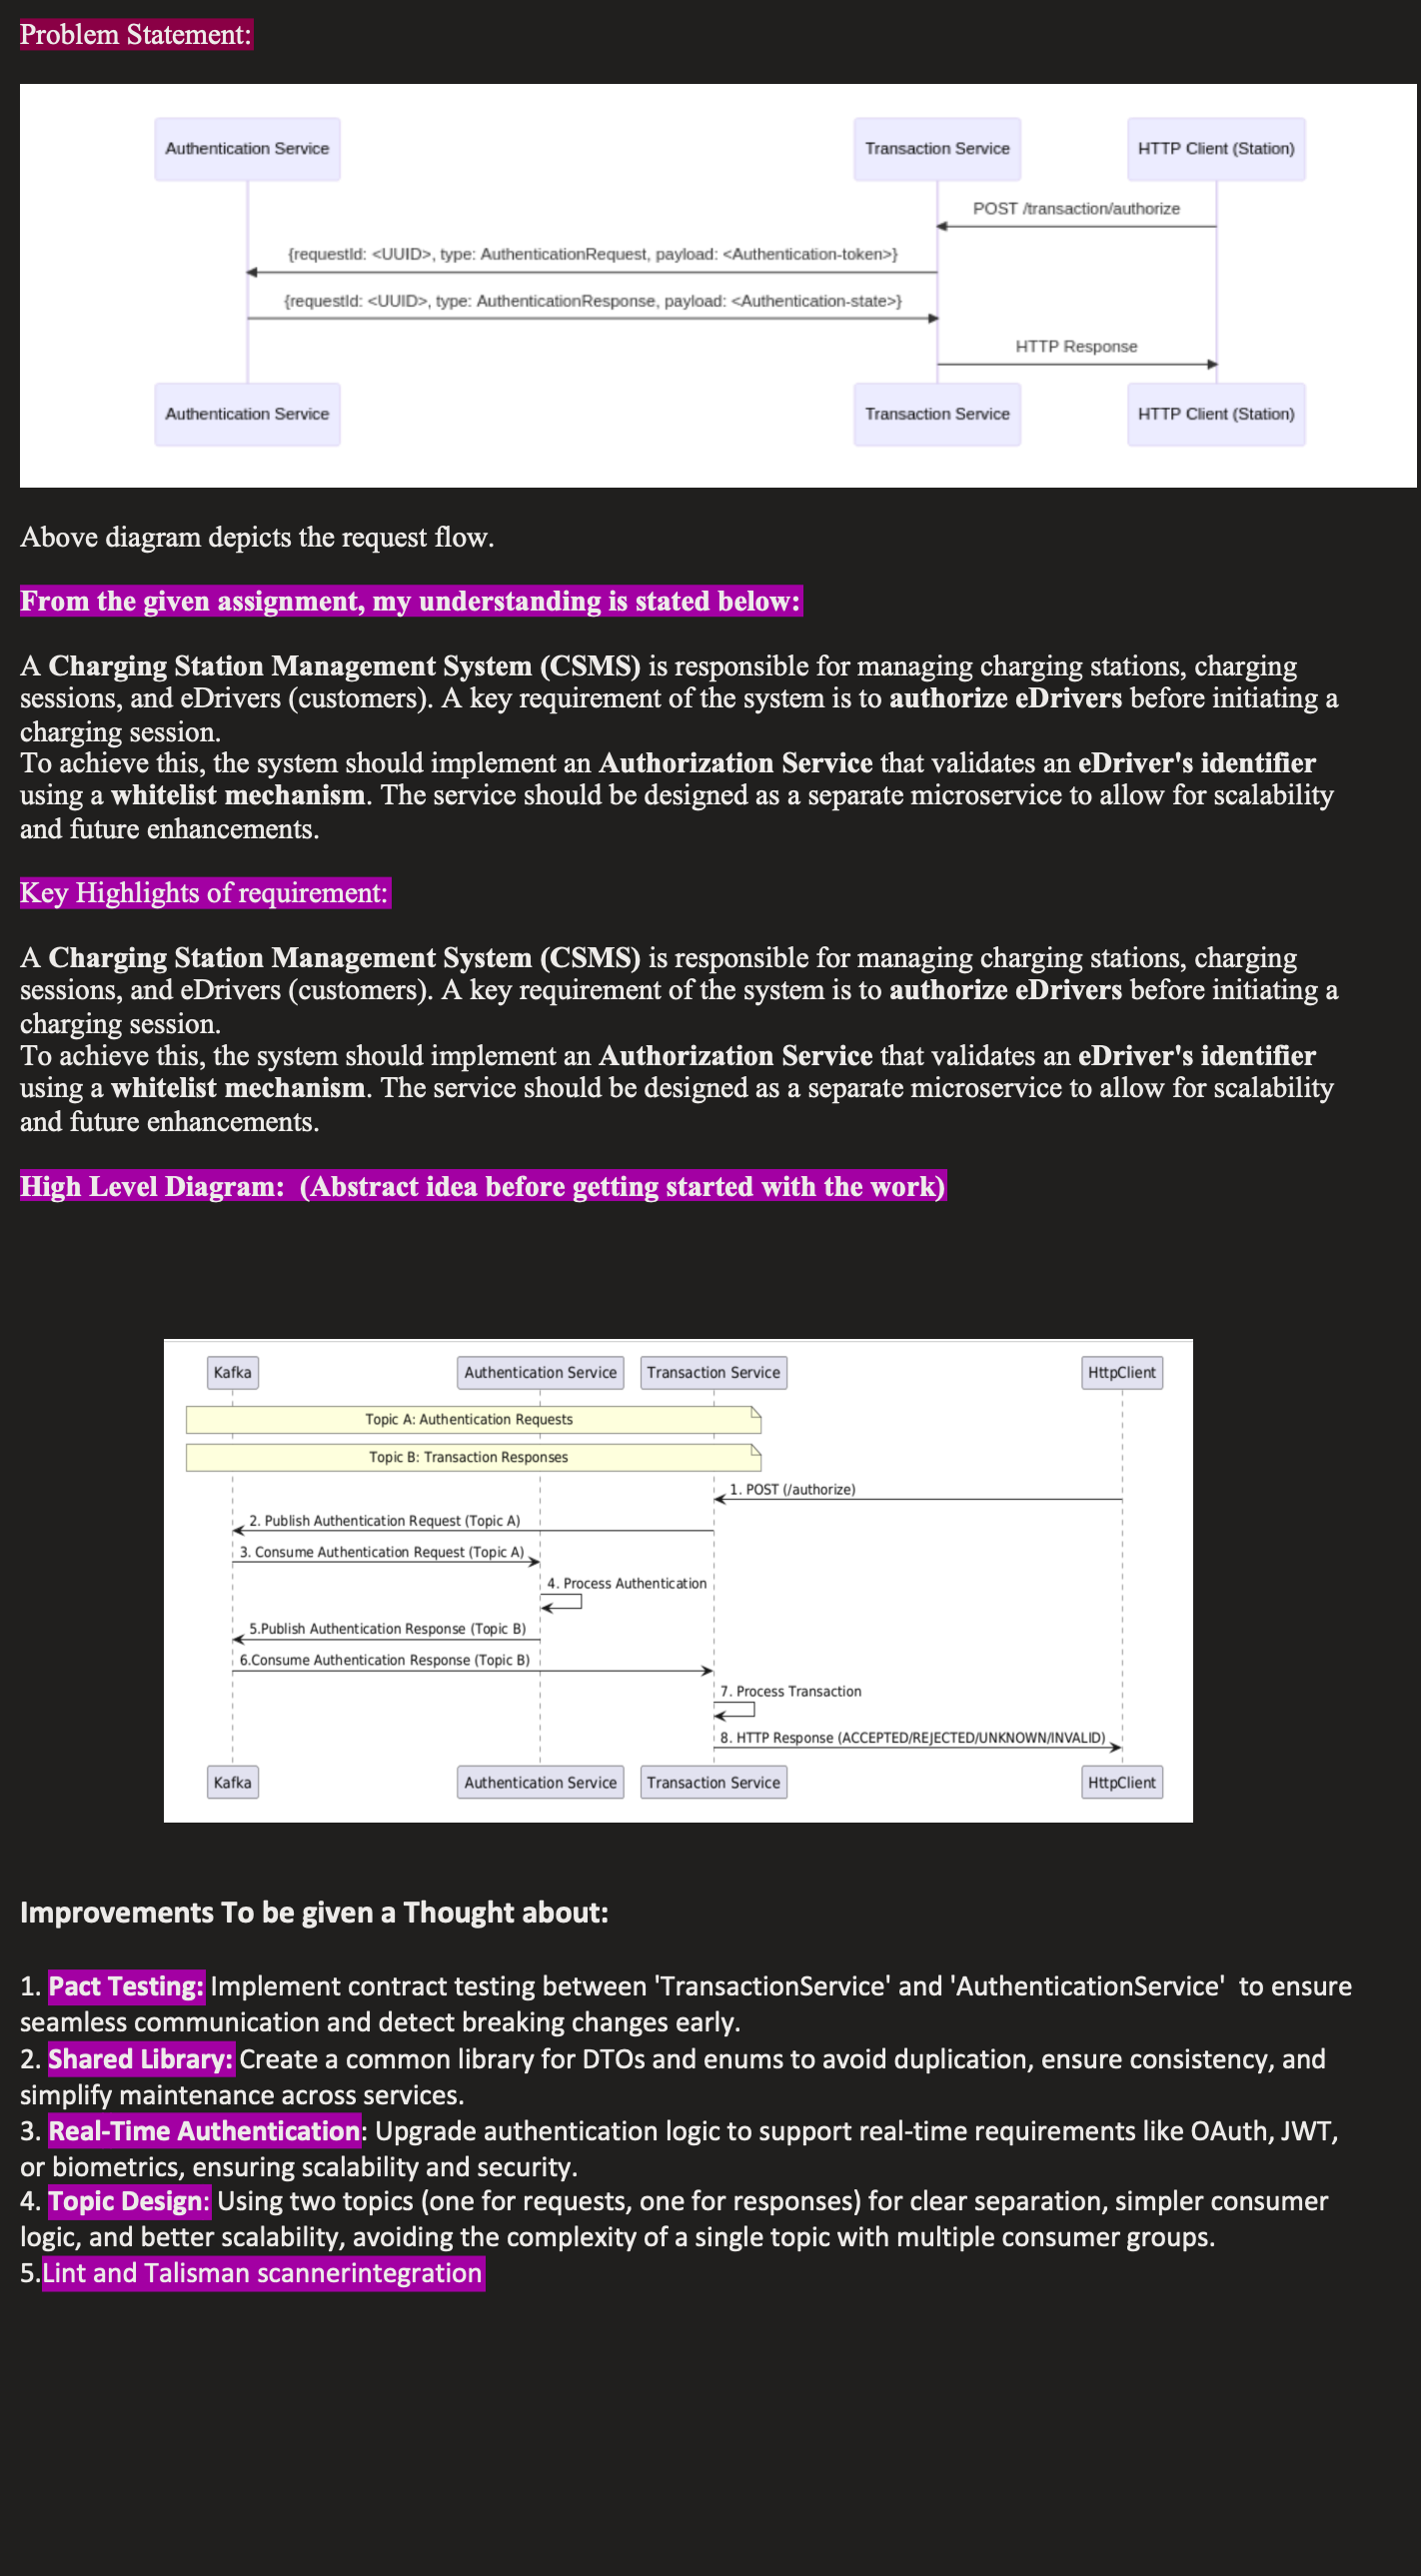 Problem Statement:
Authentication Service
Transaction Service
HTTP Client (Station)
POST /transaction/authorize
{requestId: <UUID>, type: AuthenticationRequest, payload: <Authentication-token>}
{requestId: <UUID>, type: AuthenticationResponse, payload: <Authentication-state>}
HTTP Response
Authentication Service
Transaction Service
HTTP Client (Station)
Above diagram depicts the request flow.
From the given assignment, my understanding is stated below:
A Charging Station Management System (CSMS) is responsible for managing charging stations, charging
sessions, and eDrivers (customers). A key requirement of the system is to authorize eDrivers before initiating a
charging session.
To achieve this, the system should implement an Authorization Service that validates an eDriver's identifier
using a whitelist mechanism. The service should be designed as a separate microservice to allow for scalability
and future enhancements.
Key Highlights of requirement:
A Charging Station Management System (CSMS) is responsible for managing charging stations, charging
sessions, and eDrivers (customers). A key requirement of the system is to authorize eDrivers before initiating a
charging session.
To achieve this, the system should implement an Authorization Service that validates an eDriver's identifier
using a whitelist mechanism. The service should be designed as a separate microservice to allow for scalability
and future enhancements.
High Level Diagram:  (Abstract idea before getting started with the work)
Kafka
Authentication Service
Transaction Service
HttpClient
Topic A: Authentication Requests
Topic B: Transaction Responses
1. POST (/authorize)
2. Publish Authentication Request (Topic A)
3. Consume Authentication Request (Topic A)
4. Process Authentication
5.Publish Authentication Response (Topic B)
6.Consume Authentication Response (Topic B)
7. Process Transaction
8. HTTP Response (ACCEPTED/REJECTED/UNKNOWN/INVALID)
Kafka
Authentication Service
Transaction Service
HttpClient
Improvements To be given a Thought about:
1. Pact Testing: Implement contract testing between 'TransactionService' and 'AuthenticationService'  to ensure
seamless communication and detect breaking changes early.
2. Shared Library: Create a common library for DTOs and enums to avoid duplication, ensure consistency, and
simplify maintenance across services.
3. Real-Time Authentication: Upgrade authentication logic to support real-time requirements like OAuth, JWT,
or biometrics, ensuring scalability and security.
4. Topic Design: Using two topics (one for requests, one for responses) for clear separation, simpler consumer
logic, and better scalability, avoiding the complexity of a single topic with multiple consumer groups.
5.Lint and Talisman scannerintegration